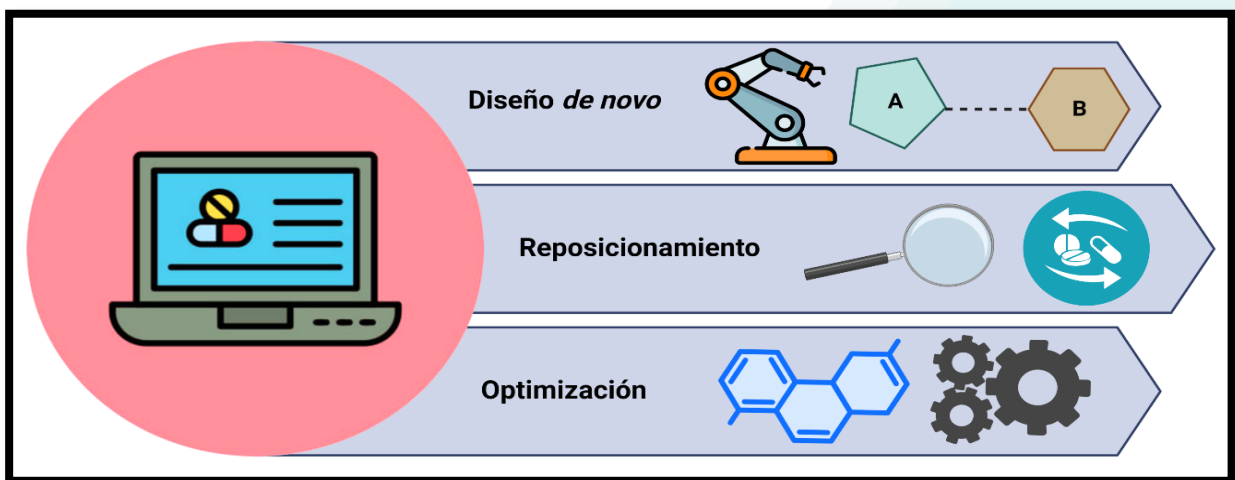 Diseño de novo
A
B
Reposicionamiento
Optimización